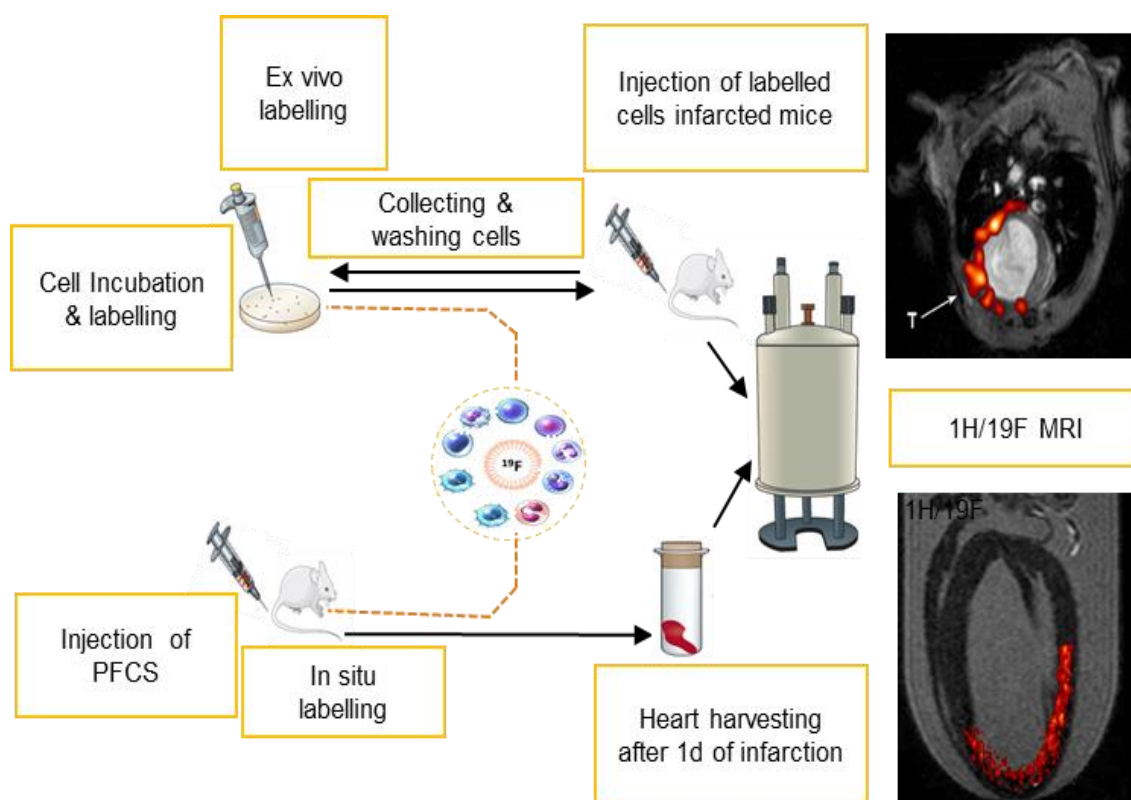 Ex vivo
labelling
Injection of labelled
cells infarcted mice
Collecting &
washing cells
Cell Incubation
& labelling
T
1H/19F MRI
19F
1H/19F
Injection of
PFCS
In situ
labelling
Heart harvesting
after 1d of infarction